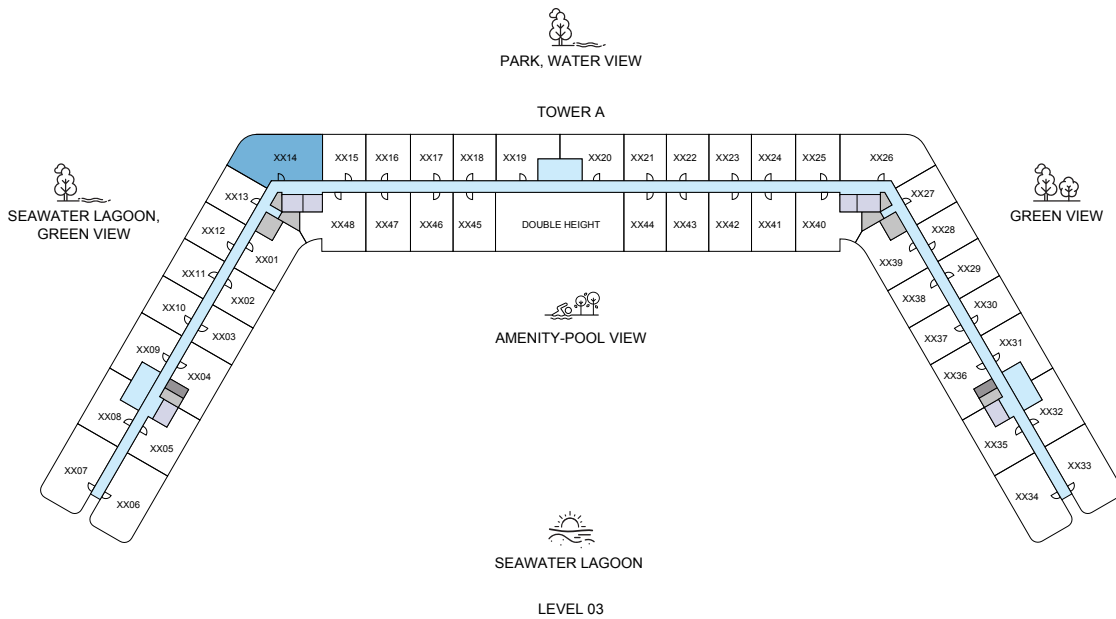 PARK, WATER VIEW
TOWER A
SEAWATER LAGOON,
GREEN VIEW
GREEN VIEW
XX14
XX15
XX16
XX17
XX18
XX19
XX20
XX21
XX22
XX23
XX24
XX25
XX26
XX13
XX27
XX12
XX48
XX47
XX46
XX45
DOUBLE HEIGHT
XX44
XX43
XX42
XX41
XX40
XX28
XX01
XX39
XX11
XX29
XX02
XX38
XX10
XX30
XX03
XX37
XX09
XX31
XX04
XX36
XX08
XX32
XX05
XX35
XX07
XX33
XX06
XX34
AMENITY-POOL VIEW
SEAWATER LAGOON
LEVEL 03